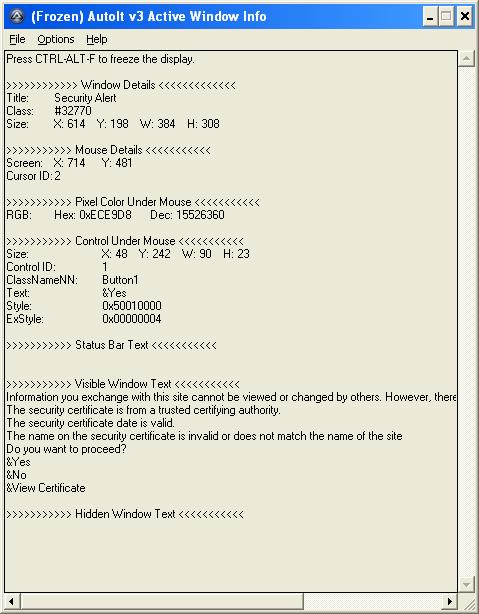 (Frozen) AutoIt v3 Active Window Info
File Options Help
Press CTRL-ALT-F to freeze the display.
>>>>>>>>>>> Window Details <<<<<<<<<<<<<
Title: Security Alert
Class: #32770
Size: X: 614 Y: 198 W: 384 H: 308
>>>>>>>>>>> Mouse Details <<<<<<<<<<<
Screen: X: 714 Y: 481
Cursor ID: 2
>>>>>>>>>>> Pixel Color Under Mouse <<<<<<<<<<<
RGB: Hex: 0xECE9D8 Dec: 15526360
>>>>>>>>>>> Control Under Mouse <<<<<<<<<<<
Size: X: 48 Y: 242 W: 90 H: 23
Control ID: 1
ClassNameNN: Button1
Text: &Yes
Style: 0x50010000
ExStyle: 0x00000004
>>>>>>>>>>> Status Bar Text <<<<<<<<<<<
>>>>>>>>>>> Visible Window Text <<<<<<<<<<<
Information you exchange with this site cannot be viewed or changed by others. However, there
The security certificate is from a trusted certifying authority.
The security certificate date is valid.
The name on the security certificate is invalid or does not match the name of the site
Do you want to proceed?
&Yes
&No
&View Certificate
>>>>>>>>>>> Hidden Window Text <<<<<<<<<<<